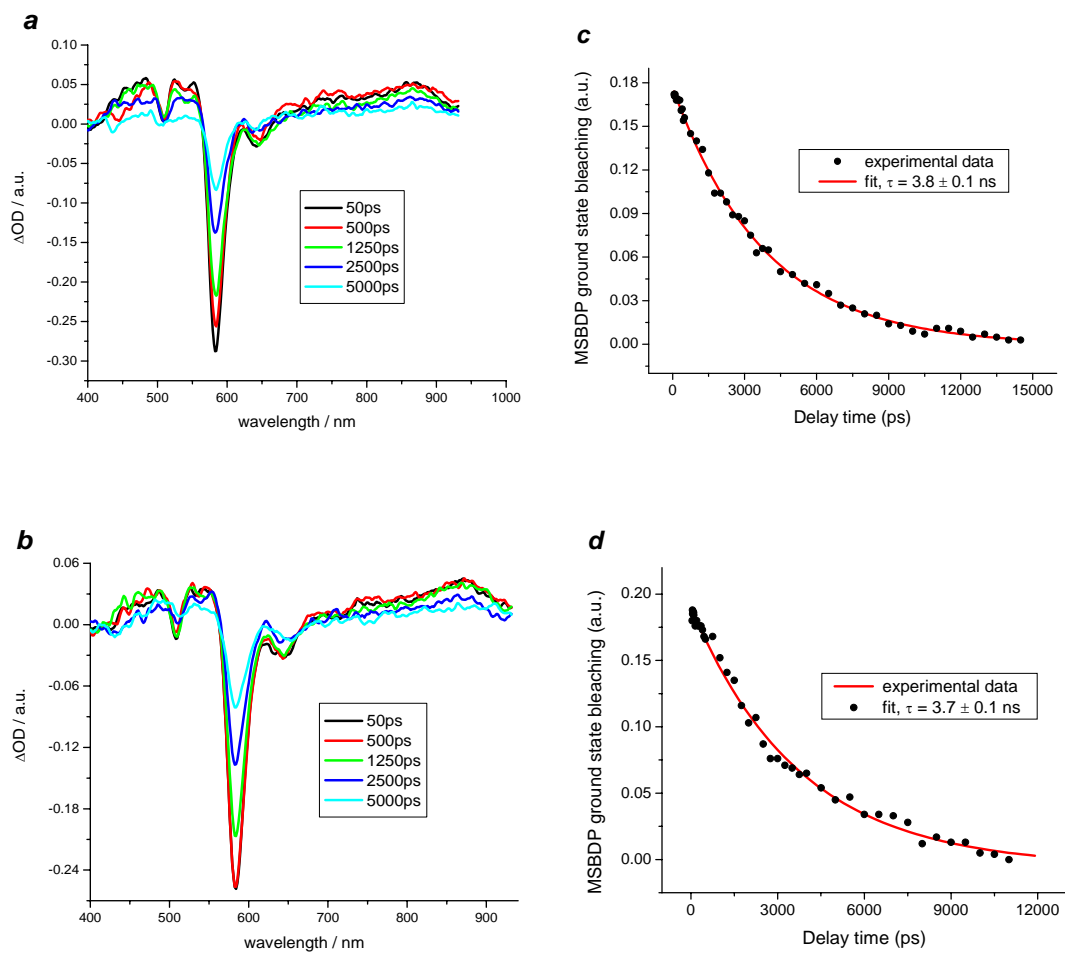 a
0.10
0.05
0.00
-0.05
-0.10
-0.15
-0.20
-0.25
-0.30
ΔOD / a.u.
400 500 600 700 800 900 1000
wavelength / nm
50ps
500ps
1250ps
2500ps
5000ps
c
0.18
0.15
0.12
0.09
0.06
0.03
0.00
MSBDP ground state bleaching (a.u.)
0 3000 6000 9000 12000 15000
Delay time (ps)
experimental data
fit, τ = 3.8 ± 0.1 ns
b
0.06
0.00
-0.06
-0.12
-0.18
-0.24
ΔOD / a.u.
400 500 600 700 800 900
wavelength / nm
50ps
500ps
1250ps
2500ps
5000ps
d
0.20
0.15
0.10
0.05
0.00
MSBDP ground state bleaching (a.u.)
0 3000 6000 9000 12000
Delay time (ps)
experimental data
fit, τ = 3.7 ± 0.1 ns